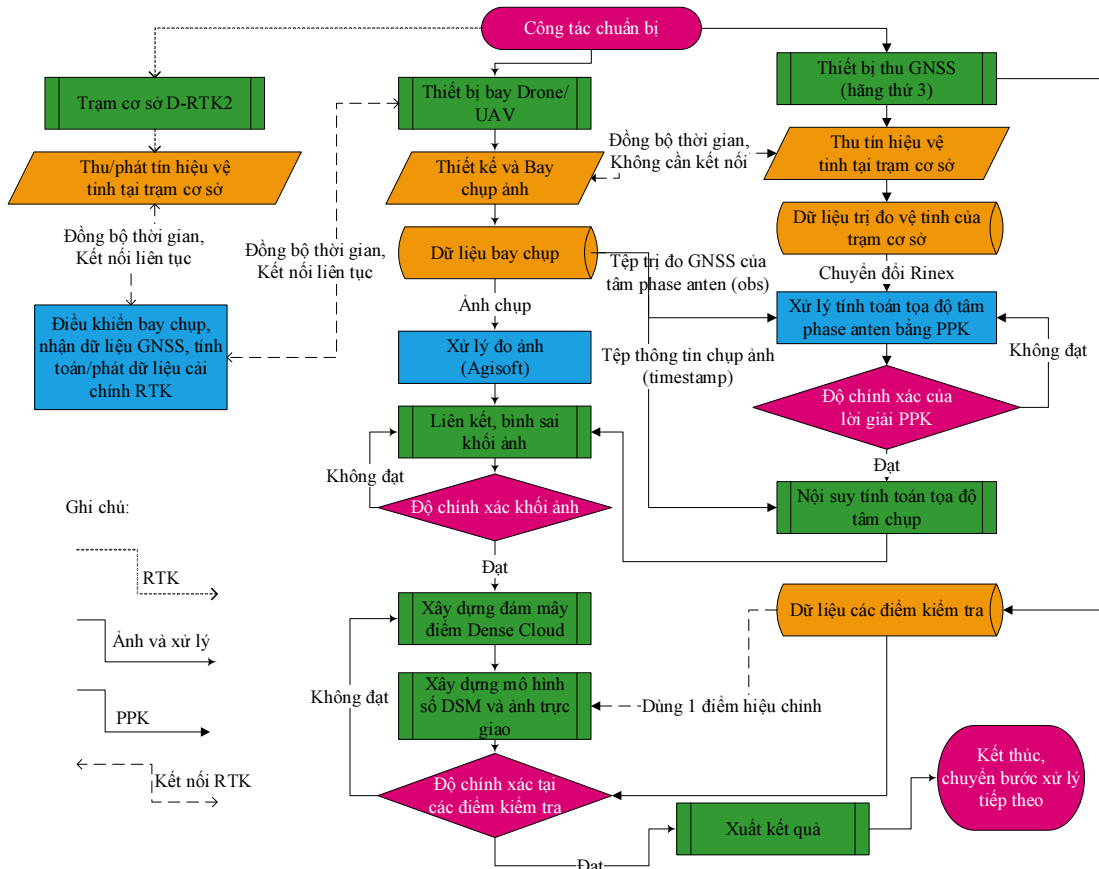 Công tác chuẩn bị
Trạm cơ sở D-RTK2
Thiết bị bay Drone/
UAV
Thiết bị thu GNSS
(hãng thứ 3)
Thu/phát tín hiệu vệ
tinh tại trạm cơ sở
Thiết kế và Bay
chụp ảnh
Đồng bộ thời gian,
Không cần kết nối
Thu tín hiệu vệ
tinh tại trạm cơ sở
Đồng bộ thời gian,
Kết nối liên tục
Đồng bộ thời gian,
Kết nối liên tục
Dữ liệu bay chụp
Dữ liệu trị đo vệ tinh của
trạm cơ sở
Tệp trị đo GNSS của
tâm phase anten (obs)
Chuyển đổi Rinex
Ảnh chụp
Điều khiển bay chụp,
nhận dữ liệu GNSS, tính
toán/phát dữ liệu cải
chính RTK
Xử lý đo ảnh
(Agisoft)
Xử lý tính toán tọa độ tâm
phase anten bằng PPK
Không đạt
Tệp thông tin chụp ảnh
(timestamp)
Độ chính xác của
lời giải PPK
Liên kết, bình sai
khối ảnh
Không đạt
Đạt
Độ chính xác khối ảnh
Nội suy tính toán tọa độ
tâm chụp
Ghi chú:
Đạt
RTK
Xây dựng đám mây
điểm Dense Cloud
Dữ liệu các điểm kiểm tra
Ảnh và xử lý
Không đạt
Xây dựng mô hình
số DSM và ảnh trực
giao
Dùng 1 điểm hiệu chỉnh
PPK
Kết nối RTK
Độ chính xác tại
các điểm kiểm tra
Kết thúc,
chuyển bước xử lý
tiếp theo
Xuất kết quả
Đạt